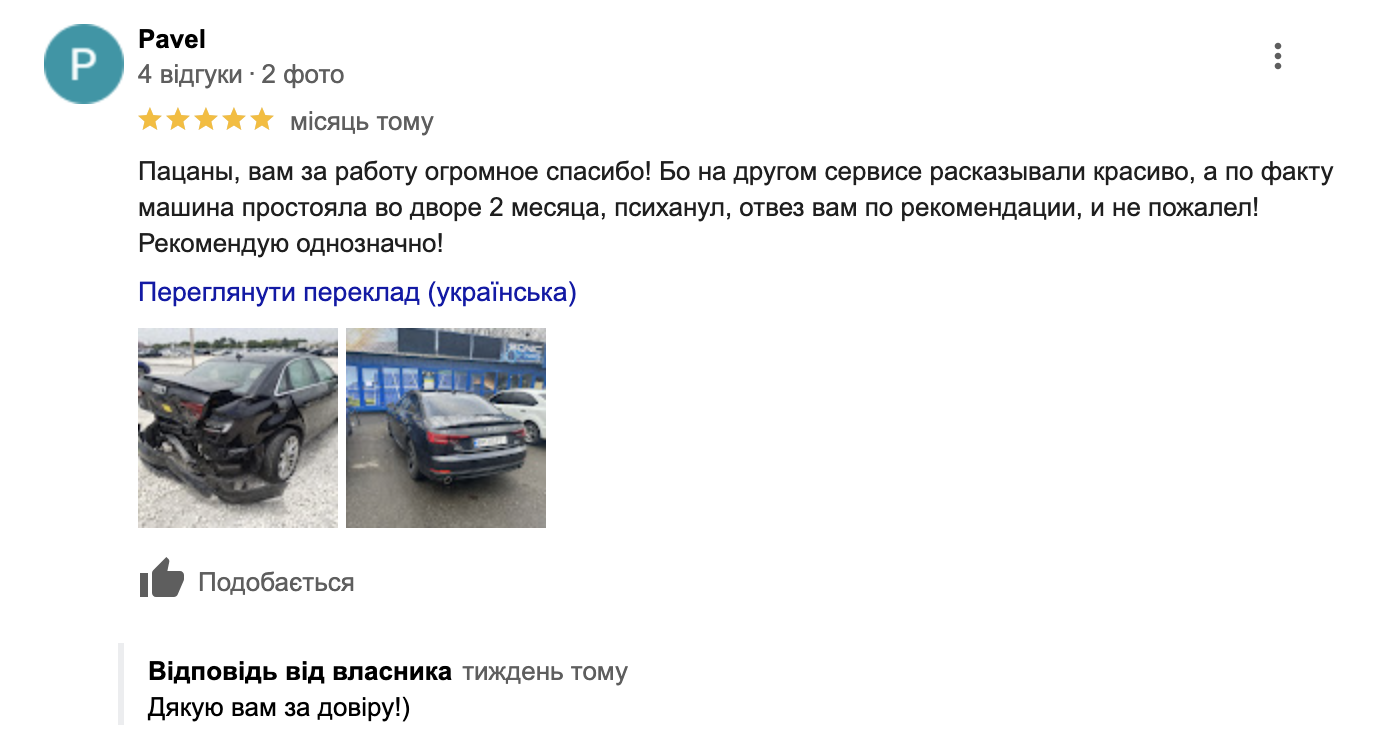 P
Pavel
4 відгуки · 2 фото
місяць тому
Пацаны, вам за работу огромное спасибо! Бо на другом сервисе расказывали красиво, а по факту
машина простояла во дворе 2 месяца, психанул, отвез вам по рекомендации, и не пожалел!
Рекомендую однозначно!
Переглянути переклад (українська)
SONIC
Подобається
Відповідь від власника тиждень тому
Дякую вам за довіру!)